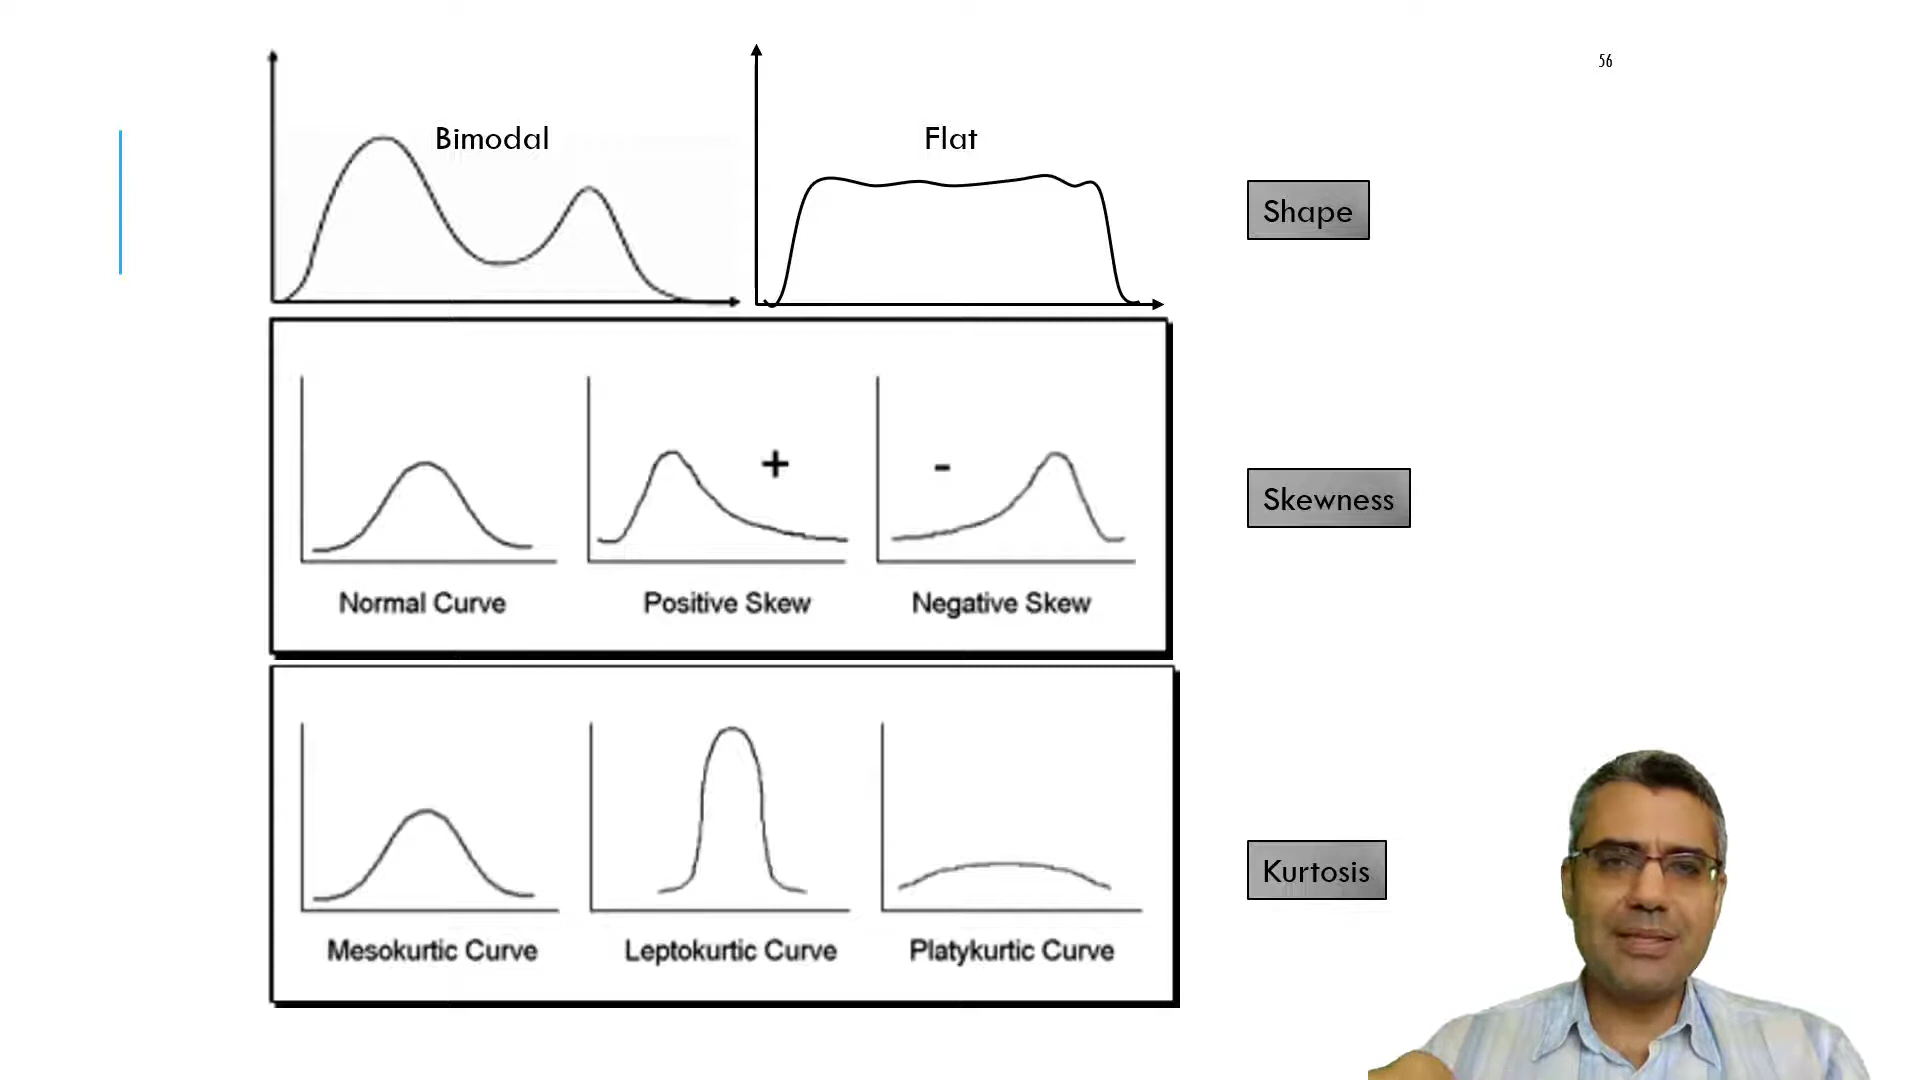 56
Bimodal
Flat
Shape
+
-
Normal Curve
Positive Skew
Negative Skew
Skewness
Mesokurtic Curve
Leptokurtic Curve
Platykurtic Curve
Kurtosis